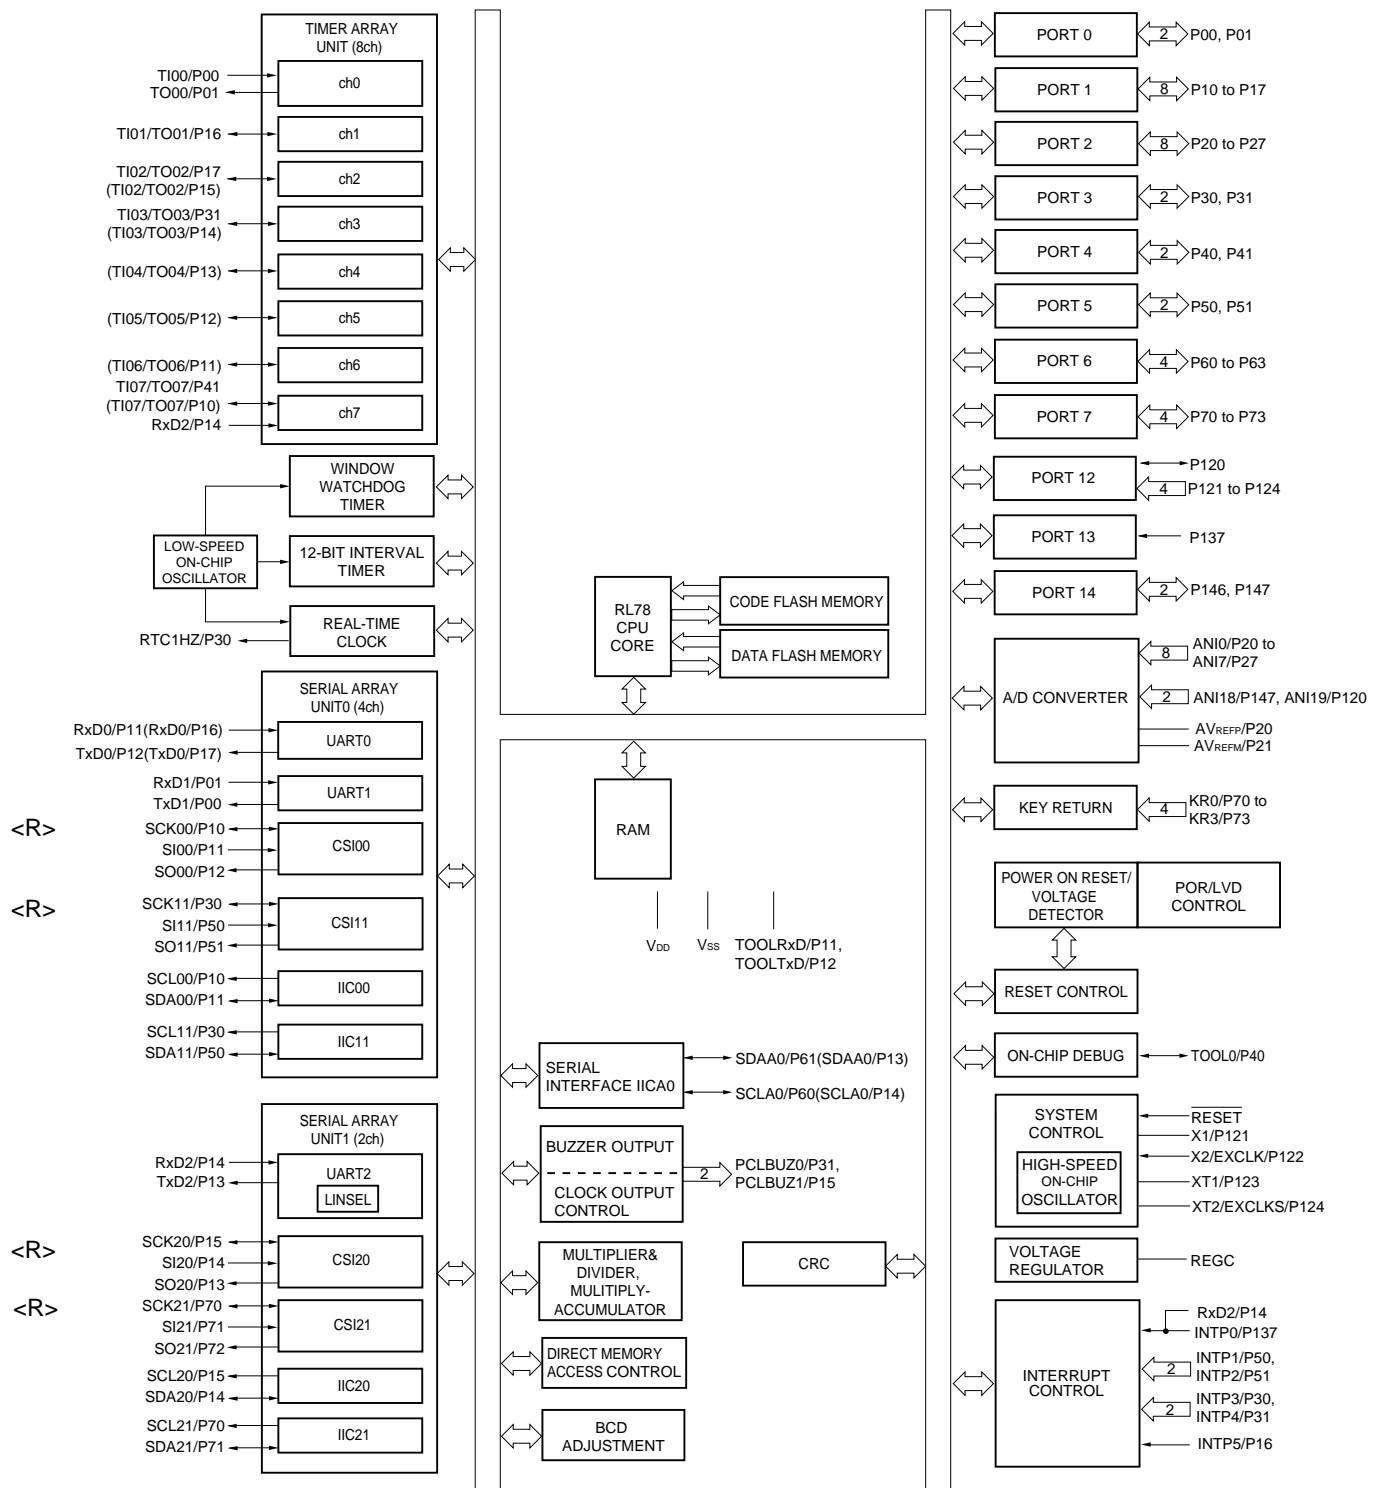 TIMER ARRAY
UNIT (8ch)
TI00/P00
TO00/P01
ch0
TI01/TO01/P16
ch1
TI02/TO02/P17
(TI02/TO02/P15)
ch2
TI03/TO03/P31
(TI03/TO03/P14)
ch3
(TI04/TO04/P13)
ch4
(TI05/TO05/P12)
ch5
(TI06/TO06/P11)
ch6
TI07/TO07/P41
(TI07/TO07/P10)
RxD2/P14
ch7
WINDOW
WATCHDOG
TIMER
LOW-SPEED
ON-CHIP
OSCILLATOR
12-BIT INTERVAL
TIMER
RTC1HZ/P30
REAL-TIME
CLOCK
SERIAL ARRAY
UNIT0 (4ch)
RxD0/P11(RxD0/P16)
TxD0/P12(TxD0/P17)
UART0
RxD1/P01
TxD1/P00
UART1
<R>
SCK00/P10
SI00/P11
SO00/P12
CSI00
<R>
SCK11/P30
SI11/P50
SO11/P51
CSI11
SCL00/P10
SDA00/P11
IIC00
SCL11/P30
SDA11/P50
IIC11
SERIAL ARRAY
UNIT1 (2ch)
RxD2/P14
TxD2/P13
UART2
LINSEL
<R>
SCK20/P15
SI20/P14
SO20/P13
CSI20
<R>
SCK21/P70
SI21/P71
SO21/P72
CSI21
SCL20/P15
SDA20/P14
IIC20
SCL21/P70
SDA21/P71
IIC21
RL78
CPU
CORE
CODE FLASH MEMORY
DATA FLASH MEMORY
RAM
VDD
VSS
TOOLRxD/P11,
TOOLTxD/P12
SERIAL
INTERFACE IICA0
SDAA0/P61(SDAA0/P13)
SCLA0/P60(SCLA0/P14)
BUZZER OUTPUT
CLOCK OUTPUT
CONTROL
2
PCLBUZ0/P31,
PCLBUZ1/P15
MULTIPLIER&
DIVIDER,
MULITIPLY-
ACCUMULATOR
CRC
DIRECT MEMORY
ACCESS CONTROL
BCD
ADJUSTMENT
PORT 0
2
P00, P01
PORT 1
8
P10 to P17
PORT 2
8
P20 to P27
PORT 3
2
P30, P31
PORT 4
2
P40, P41
PORT 5
2
P50, P51
PORT 6
4
P60 to P63
PORT 7
4
P70 to P73
PORT 12
P120
4
P121 to P124
PORT 13
P137
PORT 14
2
P146, P147
A/D CONVERTER
8
ANI0/P20 to
ANI7/P27
2
ANI18/P147, ANI19/P120
AVREFP/P20
AVREFM/P21
KEY RETURN
4
KR0/P70 to
KR3/P73
POWER ON RESET/
VOLTAGE
DETECTOR
POR/LVD
CONTROL
RESET CONTROL
ON-CHIP DEBUG
TOOL0/P40
SYSTEM
CONTROL
HIGH-SPEED
ON-CHIP
OSCILLATOR
RESET
X1/P121
X2/EXCLK/P122
XT1/P123
XT2/EXCLKS/P124
VOLTAGE
REGULATOR
REGC
INTERRUPT
CONTROL
RxD2/P14
INTP0/P137
2
INTP1/P50,
INTP2/P51
2
INTP3/P30,
INTP4/P31
INTP5/P16